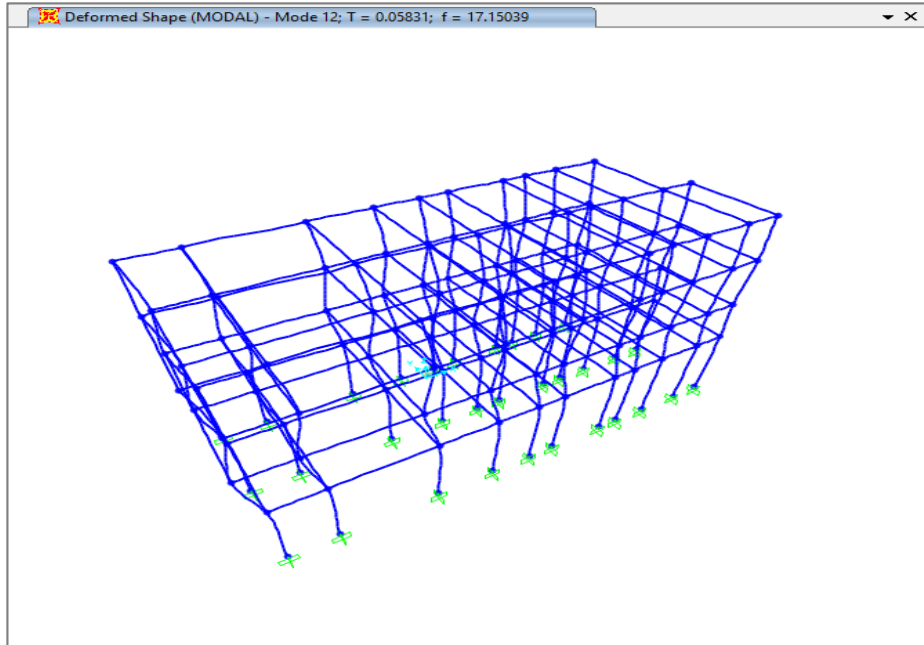 Deformed Shape (MODAL) - Mode 12; T = 0.05831; f = 17.15039